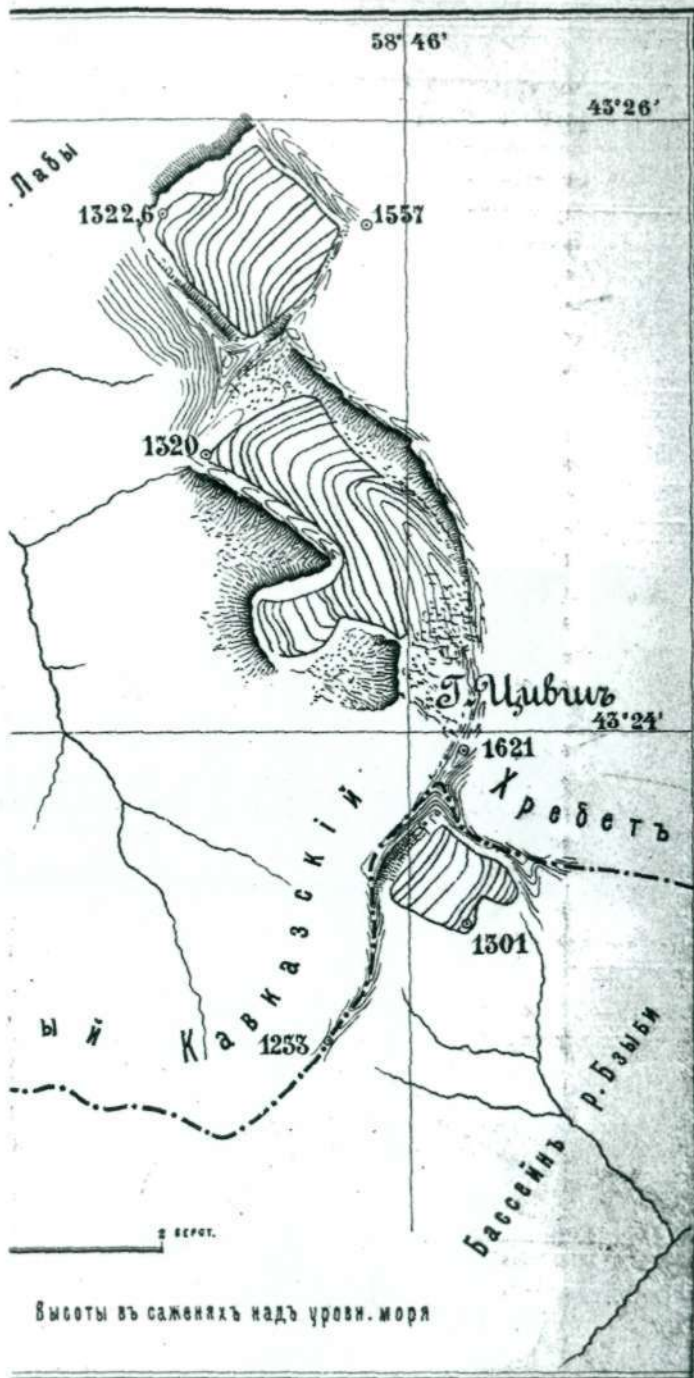 58° 46'
43° 26'
Лабы
1322,6
1557
1320
Г. Цивишъ
43° 24'
1621
Хребетъ
ый Кавказскій
1301
1253
Бассейнъ р. Бзыби
2 верст.
Высоты въ саженяхъ надъ уровн. моря